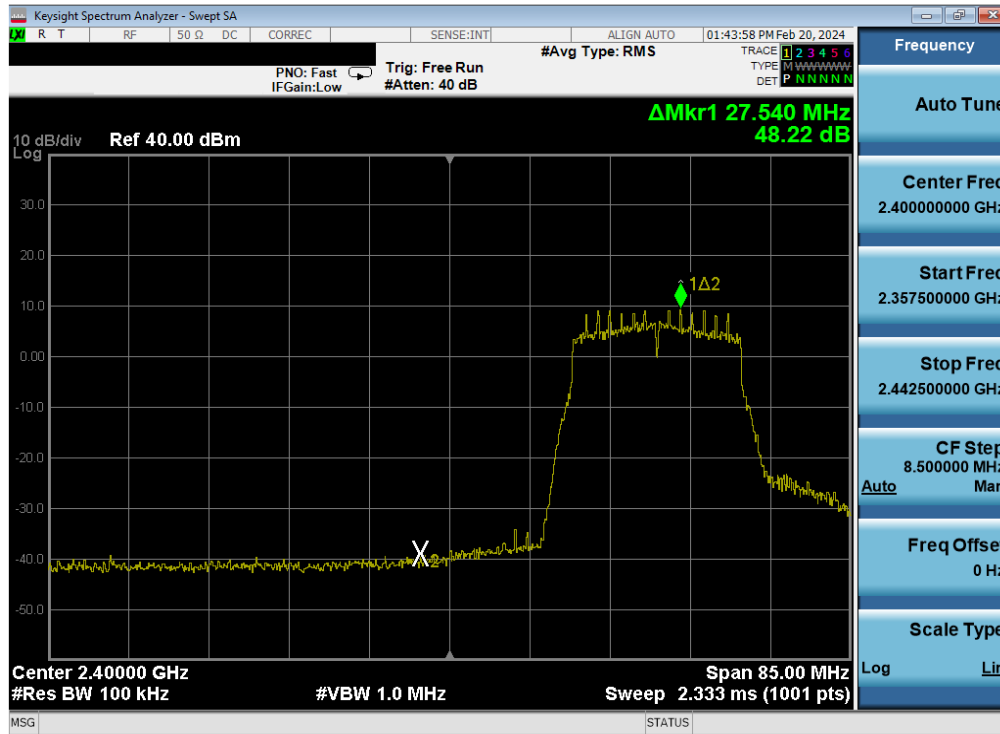 Keysight Spectrum Analyzer - Swept SA
LXI R T RF 50 Ω DC CORREC SENSE:INT ALIGN AUTO 01:43:58 PM Feb 20, 2024
PNO: Fast
IFGain:Low
Trig: Free Run
#Atten: 40 dB
#Avg Type: RMS
TRACE 1 2 3 4 5 6
TYPE M WWWWW
DET P N N N N N
ΔMkr1 27.540 MHz
48.22 dB
10 dB/div
Log
Ref 40.00 dBm
30.0
20.0
10.0
0.00
-10.0
-20.0
-30.0
-40.0
-50.0
1Δ2
X2
Center 2.40000 GHz
#Res BW 100 kHz
#VBW 1.0 MHz
Span 85.00 MHz
Sweep 2.333 ms (1001 pts)
MSG
STATUS
Frequency
Auto Tune
Center Freq
2.400000000 GHz
Start Freq
2.357500000 GHz
Stop Freq
2.442500000 GHz
CF Step
8.500000 MHz
Auto Man
Freq Offset
0 Hz
Scale Type
Log Lin